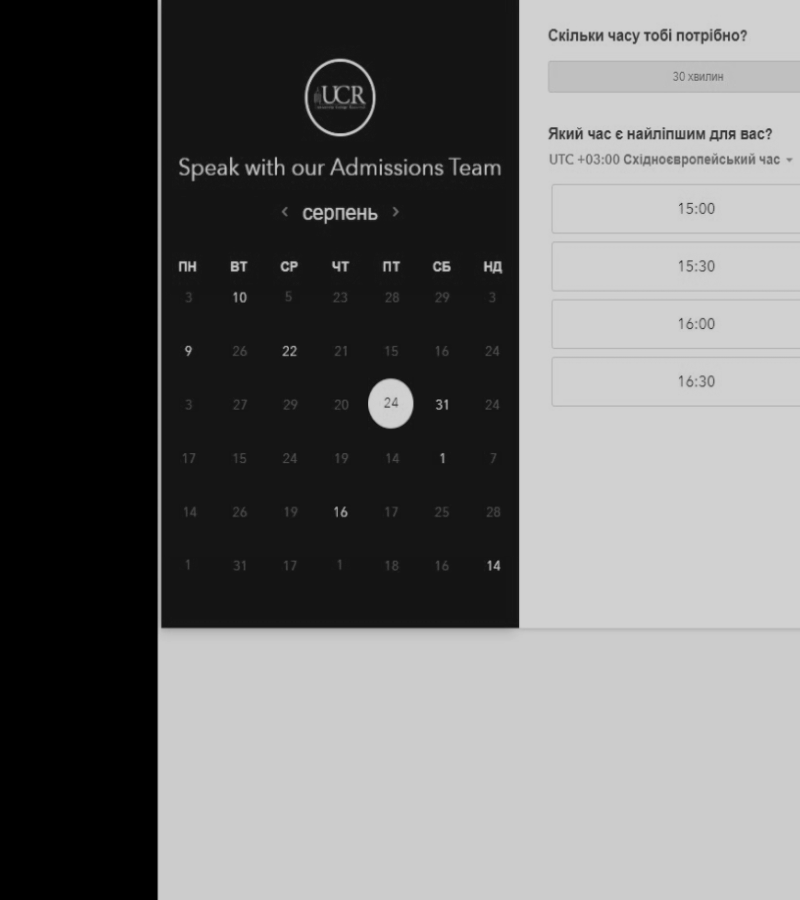 UCR
Speak with our Admissions Team
‹ серпень ›
ПН ВТ СР ЧТ ПТ СБ НД
3 10 5 23 28 29 3
9 26 22 21 15 16 24
3 27 29 20 24 31 24
17 15 24 19 14 1 7
14 26 19 16 17 25 28
1 31 17 1 18 16 14
Скільки часу тобі потрібно?
30 хвилин
Який час є найліпшим для вас?
UTC +03:00 Східноєвропейський час
15:00
15:30
16:00
16:30